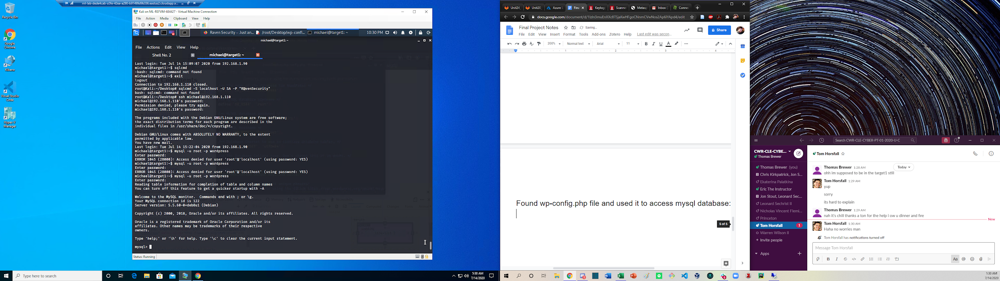 ml-lab-dede4cab-a5fe-42ea-a290-b91499d9b336.eastus2.cloudapp.a...
Recycle Bin
Google
Chrome
Kibana
Visual Studio
Code
Hyper-V
Manager
Kali on ML-REFVM-684427 - Virtual Machine Connection
File Action Media Clipboard View Help
Raven Security – Just an... /root/Desktop/wp-confi... michael@target1: ~ 10:30 PM
michael@target1: ~
File Actions Edit View Help
Shell No. 2 michael@target1: ~
Last login: Tue Jul 14 15:09:07 2020 from 192.168.1.90
michael@target1:~$ sqlcmd
-bash: sqlcmd: command not found
michael@target1:~$ exit
logout
Connection to 192.168.1.110 closed.
root@Kali:~/Desktop# sqlcmd -S localhost -U SA -P "R@venSecurity"
bash: sqlcmd: command not found
root@Kali:~/Desktop# ssh michael@192.168.1.110
michael@192.168.1.110's password:
Permission denied, please try again.
michael@192.168.1.110's password:
The programs included with the Debian GNU/Linux system are free software;
the exact distribution terms for each program are described in the
individual files in /usr/share/doc/*/copyright.
Debian GNU/Linux comes with ABSOLUTELY NO WARRANTY, to the extent
permitted by applicable law.
You have new mail.
Last login: Tue Jul 14 15:22:04 2020 from 192.168.1.90
michael@target1:~$ mysql -u root -p wordpress
Enter password:
ERROR 1045 (28000): Access denied for user 'root'@'localhost' (using password: YES)
michael@target1:~$ mysql -u root -p wordpress
Enter password:
ERROR 1045 (28000): Access denied for user 'root'@'localhost' (using password: YES)
michael@target1:~$ mysql -u root -p wordpress
Enter password:
Reading table information for completion of table and column names
You can turn off this feature to get a quicker startup with -A
Welcome to the MySQL monitor.  Commands end with ; or \g.
Your MySQL connection id is 122
Server version: 5.5.60-0+deb8u1 (Debian)
Copyright (c) 2000, 2018, Oracle and/or its affiliates. All rights reserved.
Oracle is a registered trademark of Oracle Corporation and/or its
affiliates. Other names may be trademarks of their respective
owners.
Type 'help;' or '\h' for help. Type '\c' to clear the current input statement.
mysql>
Status: Running
Type here to search
5:30 AM
7/14/2020
Unit24_ Unit20_ Azure L Fina Keylog Scanne Metasp Inbox ( Connec
docs.google.com/document/d/1IzIn3muEnXXc8TSjaKwHFgoCNnmCVwNos2Ap6lYApd4/edit
Final Project Notes Saving...
File Edit View Insert Format Tools Add-ons Zotero Help Last edit was secon...
Share
200% Normal text Arial 11 B I U A
1 2 3 4
Found wp-config.php file and used it to access mysql database:
5 of 5
Search CWR-CLE-CYBER-PT-01-2020-U-C
CWR-CLE-CYBE...
Thomas Brewer
Thomas Brewer (you)
Chris Kirkpatrick, Jon S...
Ekaterina Palatkina
Eric The Instructor
Jon Stout, Leonard Sec...
Leonard Sechrist II
Nicholas Vincent Flemi...
Princeton
Tom Horsfall 1
Warren Wilson II
+ Invite people
Apps
Tom Horsfall
Today
Thomas Brewer 1:28 AM
ohh im supposed to be in the target1 still
Tom Horsfall 1:29 AM
yup
sorry
its hard to explain
Thomas Brewer 1:29 AM
nah it's chill thanks a ton for the help i ow u dinner and fire
New
Tom Horsfall 1:30 AM
Haha no worries man
Tom Horsfall has notifications turned off
Message Tom Horsfall
1:30 AM
7/14/2020